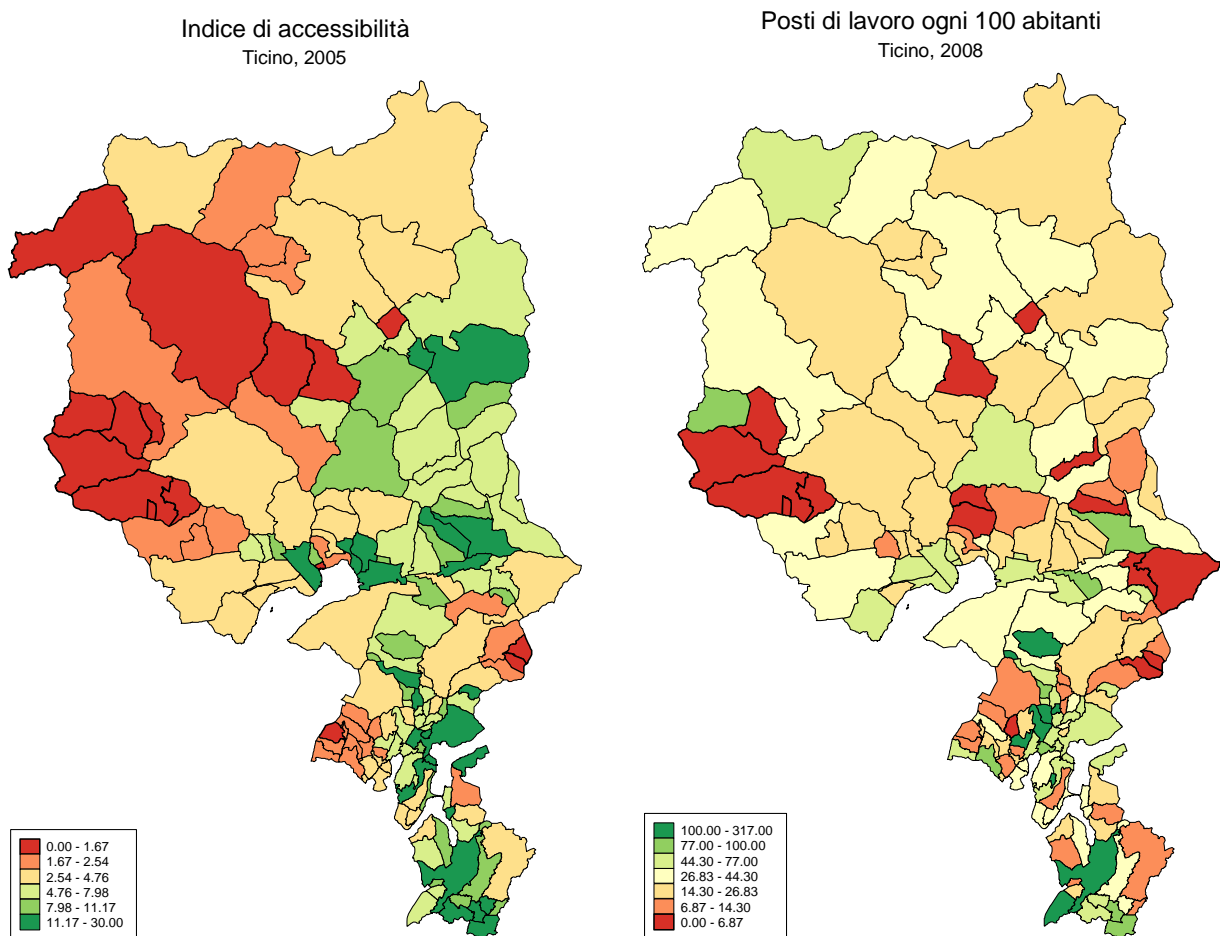 Indice di accessibilità
Ticino, 2005
Posti di lavoro ogni 100 abitanti
Ticino, 2008
0.00 - 1.67
1.67 - 2.54
2.54 - 4.76
4.76 - 7.98
7.98 - 11.17
11.17 - 30.00
100.00 - 317.00
77.00 - 100.00
44.30 - 77.00
26.83 - 44.30
14.30 - 26.83
6.87 - 14.30
0.00 - 6.87